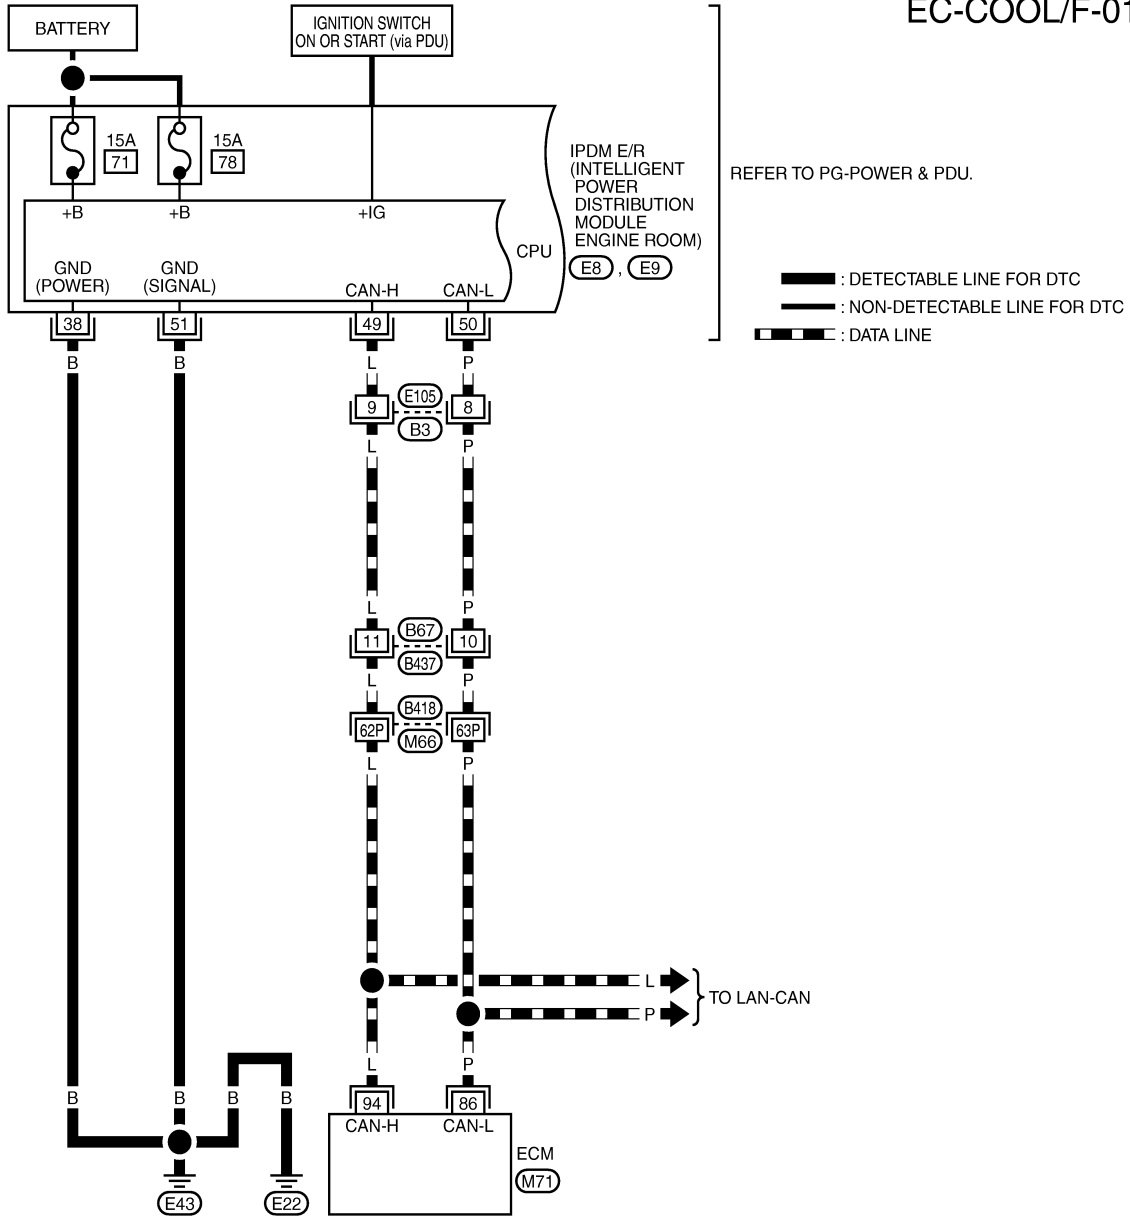 EC-COOL/F-01
BATTERY
IGNITION SWITCH
ON OR START (via PDU)
15A
71
15A
78
IPDM E/R
(INTELLIGENT
POWER
DISTRIBUTION
MODULE
ENGINE ROOM)
E8 , E9
REFER TO PG-POWER & PDU.
+B
+B
+IG
CPU
GND
(POWER)
GND
(SIGNAL)
CAN-H
CAN-L
: DETECTABLE LINE FOR DTC
: NON-DETECTABLE LINE FOR DTC
: DATA LINE
38
51
49
50
B
B
L
P
9
E105
8
B3
L
P
L
P
11
B67
10
B437
L
P
62P
B418
63P
M66
L
P
L
P
TO LAN-CAN
L
P
B
B
B
B
94
86
CAN-H
CAN-L
ECM
M71
E43
E22